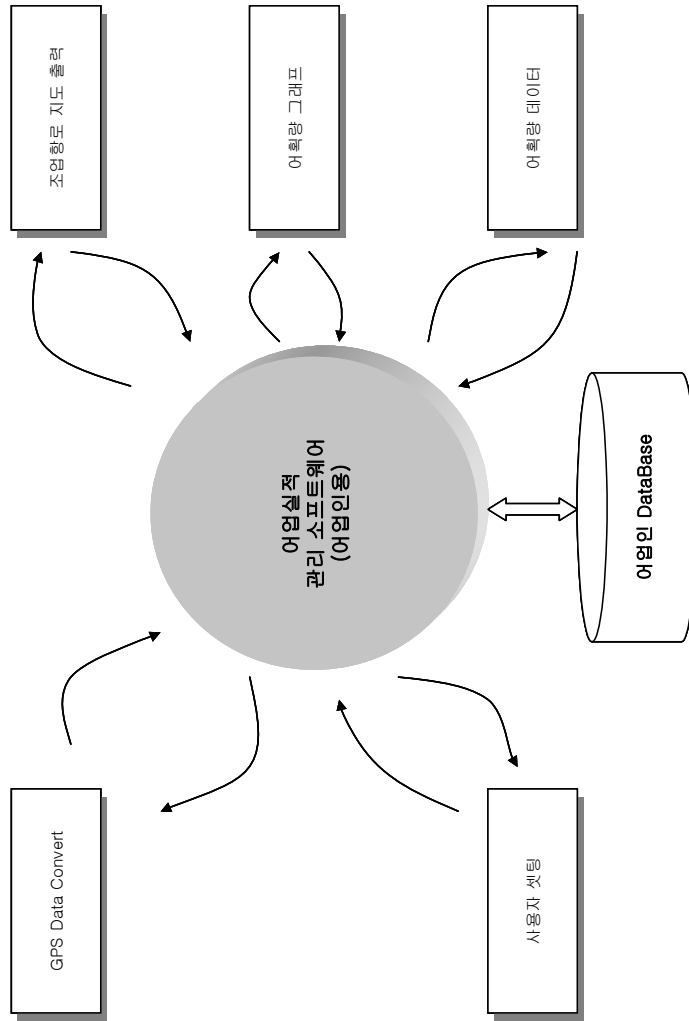 GPS Data Convert
조업항로 지도 출력
어업실적
관리 소프트웨어
(어업인용)
어획량 그래프
사용자 셋팅
어획량 데이터
어업인 DataBase